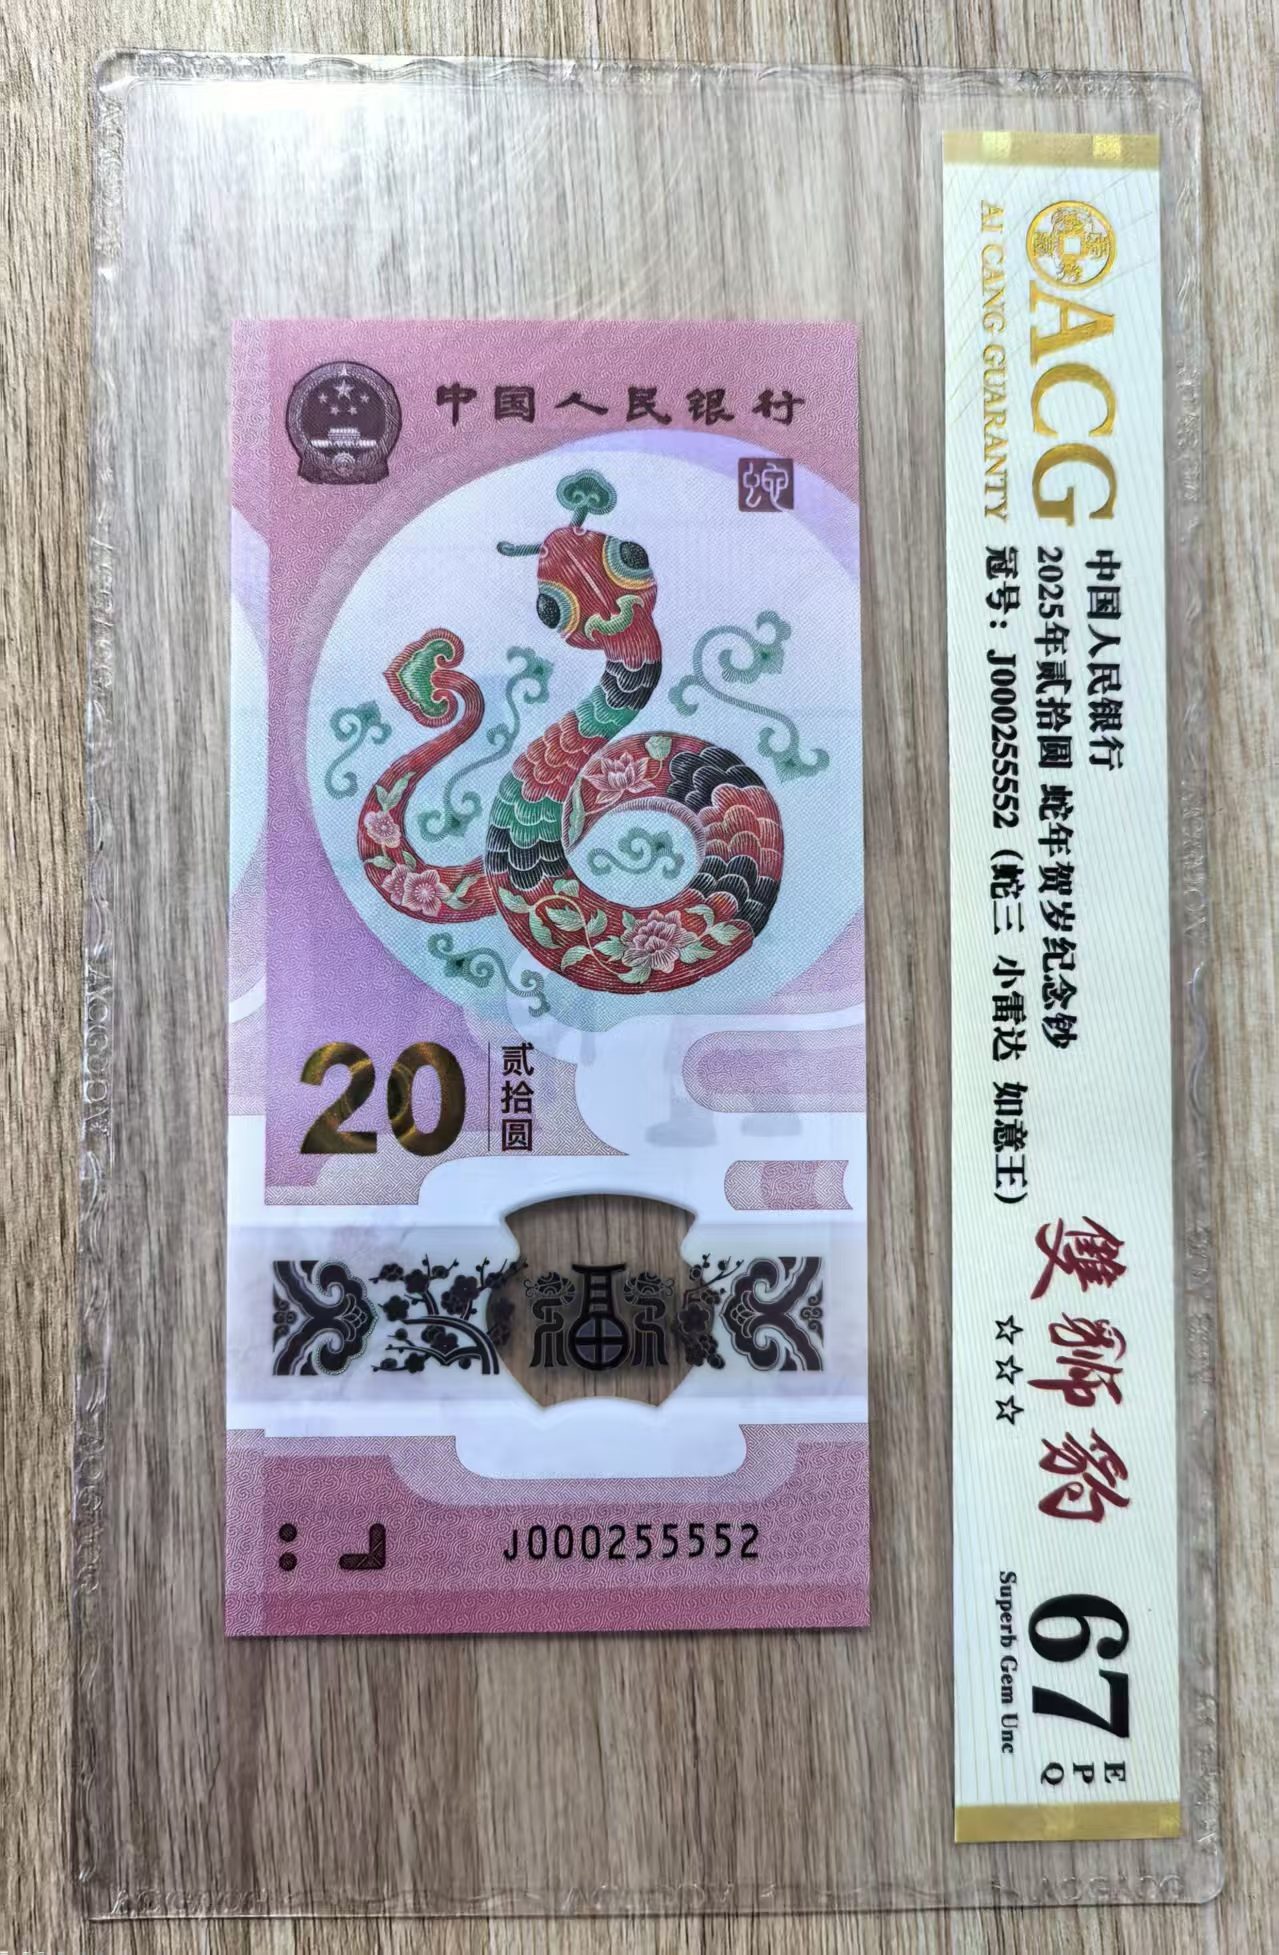 中国人民银行
蛇
20
贰拾圆
福
J000255552
ACG
AI CANG GUARANTY
中国人民银行
2025年贰拾圆 蛇年贺岁纪念钞
冠号：J000255552（蛇三 小雷达 如意王）
雙獅豹
☆☆☆
67
EPQ
Superb Gem Unc